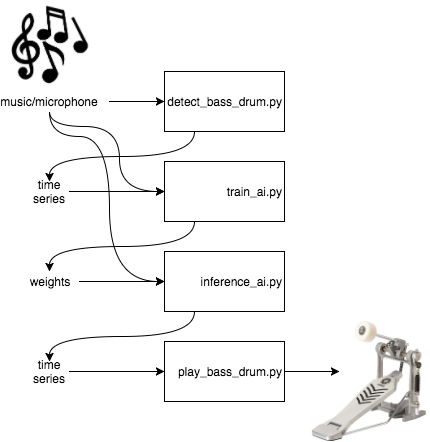 music/microphone
detect_bass_drum.py
time
series
train_ai.py
weights
inference_ai.py
time
series
play_bass_drum.py